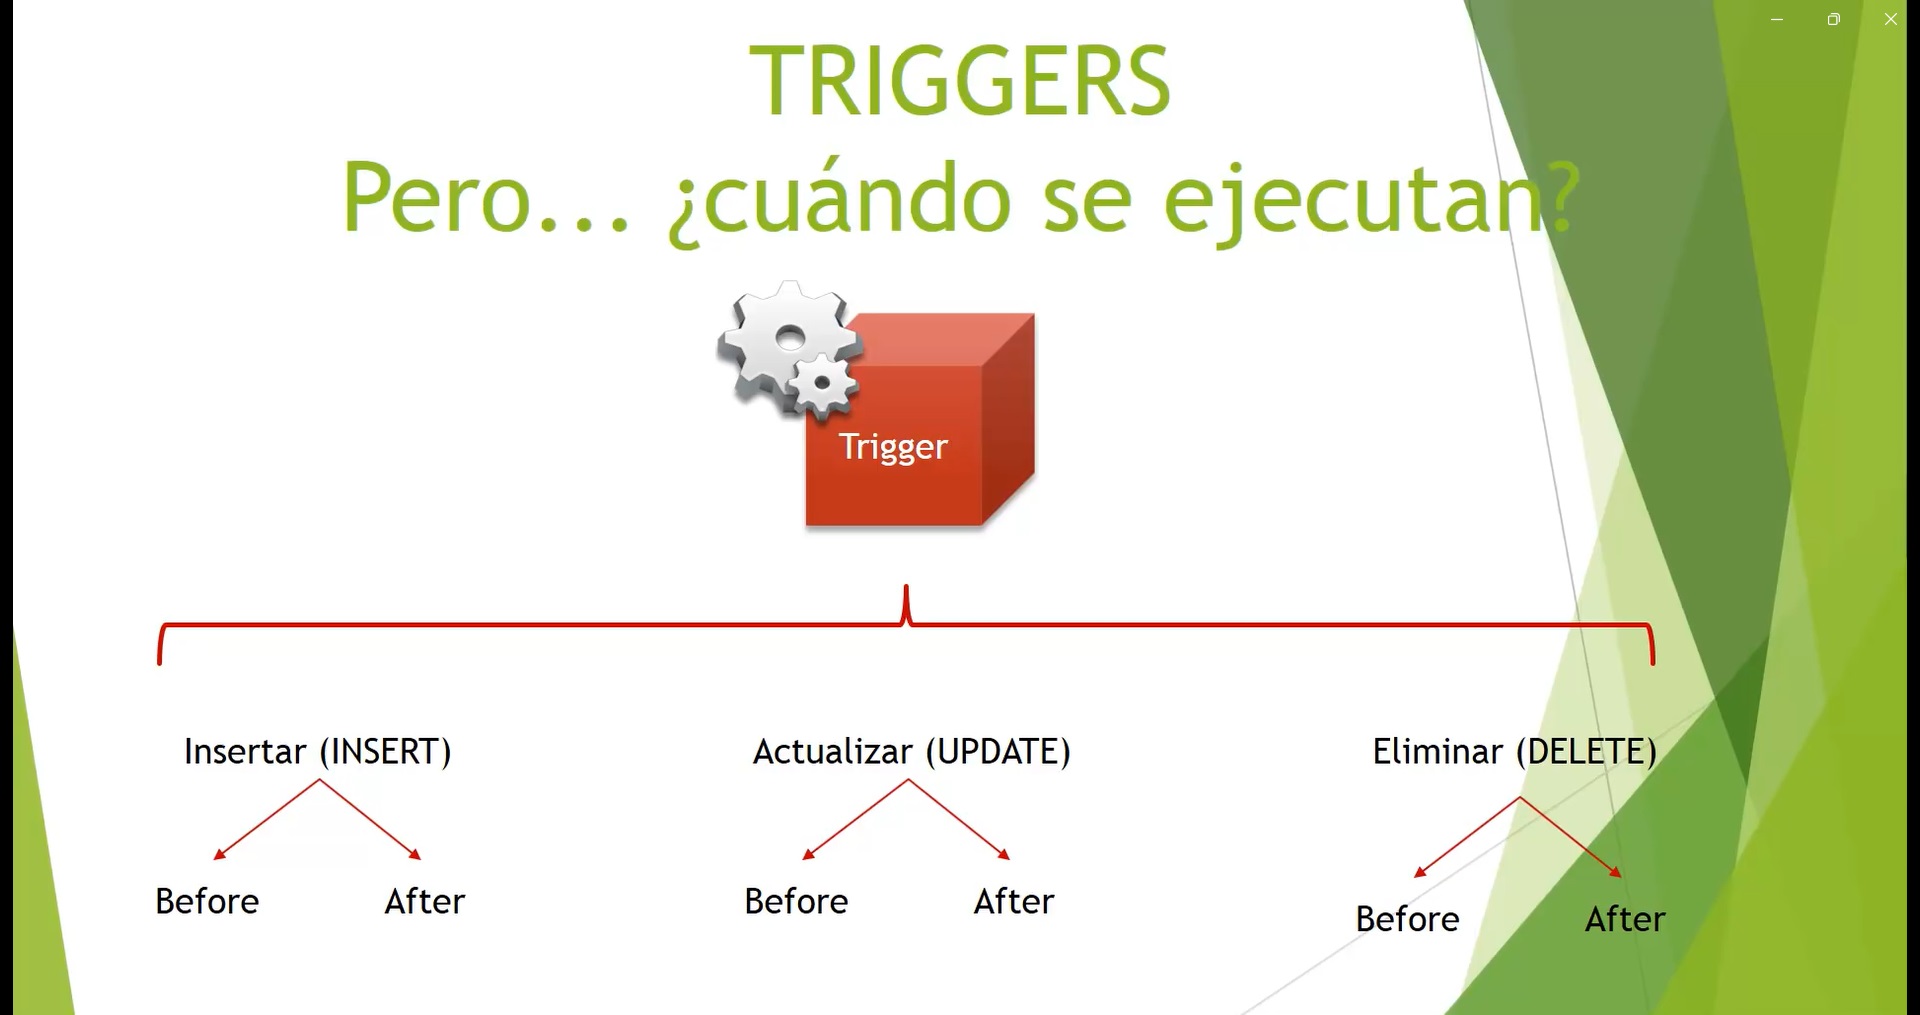 TRIGGERS
Pero... ¿cuándo se ejecutan?
Trigger
Insertar (INSERT)
Before
After
Actualizar (UPDATE)
Before
After
Eliminar (DELETE)
Before
After